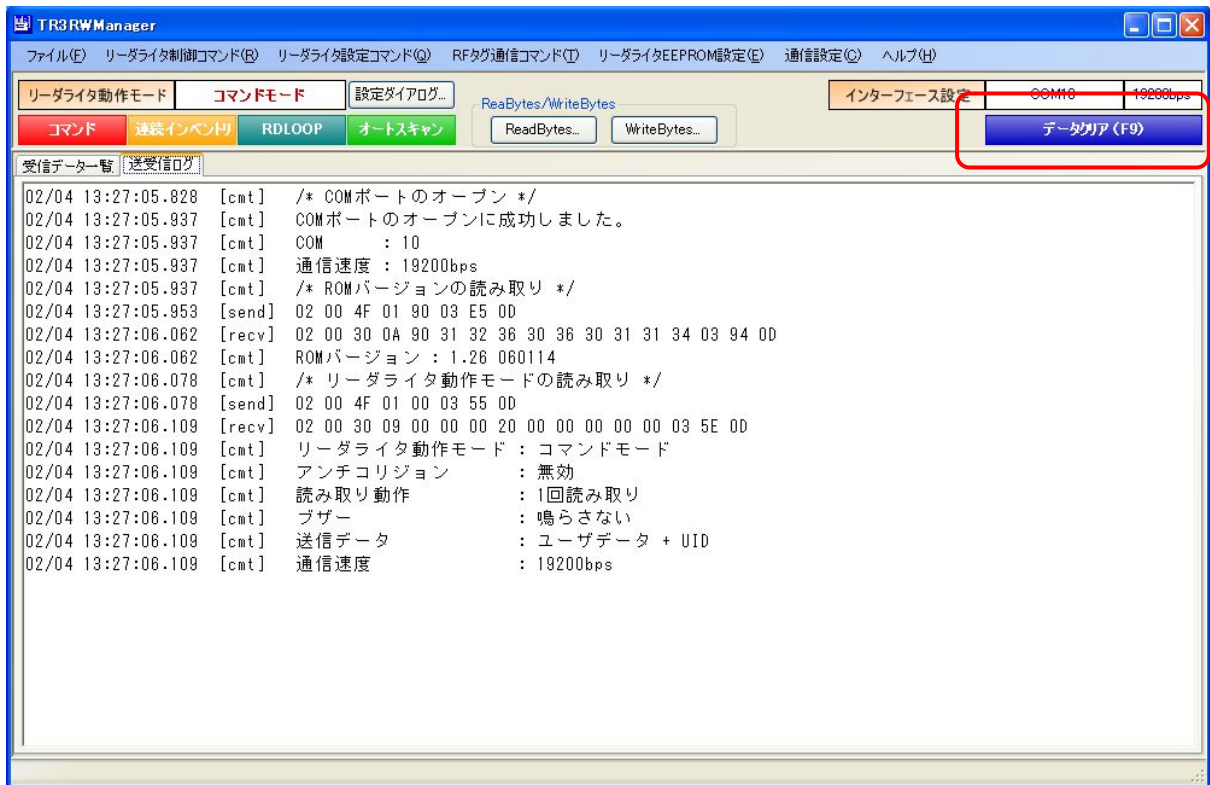 TR3RWManager
ファイル(F) リーダライタ制御コマンド(R) リーダライタ設定コマンド(Q) RFタグ通信コマンド(T) リーダライタEEPROM設定(E) 通信設定(C) ヘルプ(H)
リーダライタ動作モード コマンドモード 設定ダイアログ... ReaBytes/WriteBytes インターフェース設定 COM10 19200bps
コマンド 連続インベントリ RDLOOP オートスキャン ReadBytes... WriteBytes... データクリア(F9)
受信データ一覧 送受信ログ
02/04 13:27:05.828 [cmt] /* COMポートのオープン */
02/04 13:27:05.937 [cmt] COMポートのオープンに成功しました。
02/04 13:27:05.937 [cmt] COM : 10
02/04 13:27:05.937 [cmt] 通信速度 : 19200bps
02/04 13:27:05.937 [cmt] /* ROMバージョンの読み取り */
02/04 13:27:05.953 [send] 02 00 4F 01 90 03 E5 0D
02/04 13:27:06.062 [recv] 02 00 30 0A 90 31 32 36 30 36 30 31 31 34 03 94 0D
02/04 13:27:06.062 [cmt] ROMバージョン : 1.26 060114
02/04 13:27:06.078 [cmt] /* リーダライタ動作モードの読み取り */
02/04 13:27:06.078 [send] 02 00 4F 01 00 03 55 0D
02/04 13:27:06.109 [recv] 02 00 30 09 00 00 00 20 00 00 00 00 00 03 5E 0D
02/04 13:27:06.109 [cmt] リーダライタ動作モード : コマンドモード
02/04 13:27:06.109 [cmt] アンチコリジョン : 無効
02/04 13:27:06.109 [cmt] 読み取り動作 : 1回読み取り
02/04 13:27:06.109 [cmt] ブザー : 鳴らさない
02/04 13:27:06.109 [cmt] 送信データ : ユーザデータ + UID
02/04 13:27:06.109 [cmt] 通信速度 : 19200bps